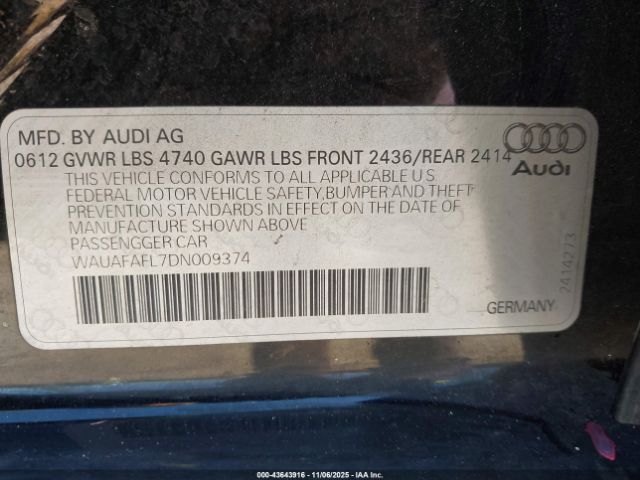 MFD. BY AUDI AG
0612 GVWR LBS 4740 GAWR LBS FRONT 2436/REAR 2414
THIS VEHICLE CONFORMS TO ALL APPLICABLE U S
FEDERAL MOTOR VEHICLE SAFETY,BUMPER AND THEFT
PREVENTION STANDARDS IN EFFECT ON THE DATE OF
MANUFACTURE SHOWN ABOVE
PASSENGGER CAR
WAUAFAFL7DN009374
Audi
2414273
GERMANY
000-43643916 - 11/06/2025 - IAA Inc.